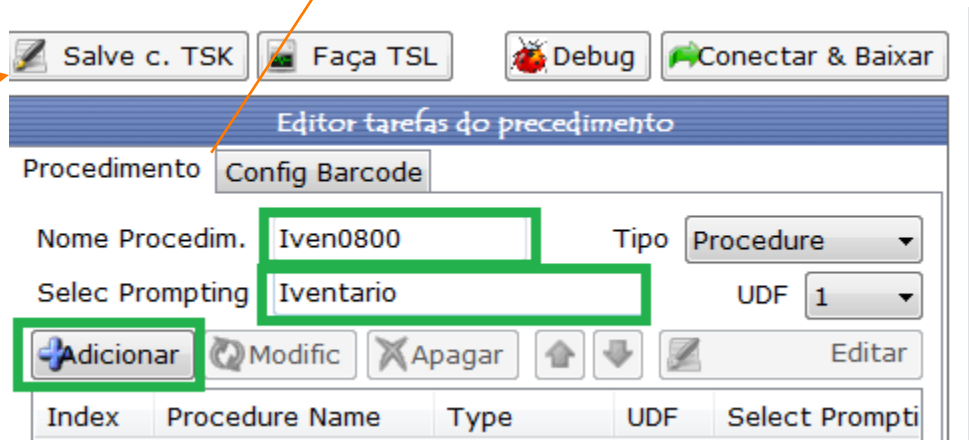 Salve c. TSK Faça TSL Debug Conectar & Baixar
Editor tarefas do precedimento
Procedimento Config Barcode
Nome Procedim. Iven0800 Tipo Procedure
Selec Prompting Iventario UDF 1
Adicionar Modific Apagar Editar
Index Procedure Name Type UDF Select Prompti